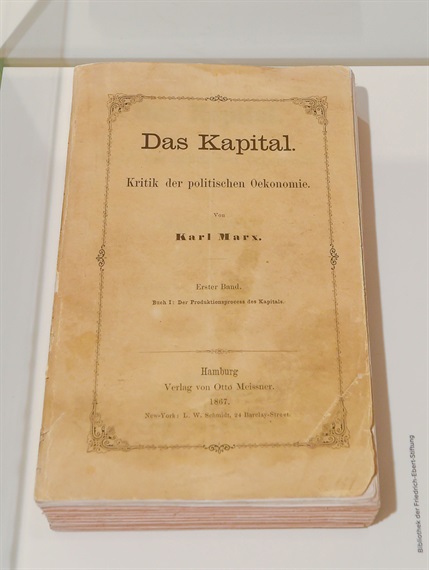 Das Kapital.
Kritik der politischen Oekonomie.
Von
Karl Marx.
Erster Band.
Buch I: Der Produktionsprocess des Kapitals.
Hamburg
Verlag von Otto Meissner.
1867.
New-York: L. W. Schmidt, 24 Barclay-Street.
Bibliothek der Friedrich-Ebert-Stiftung